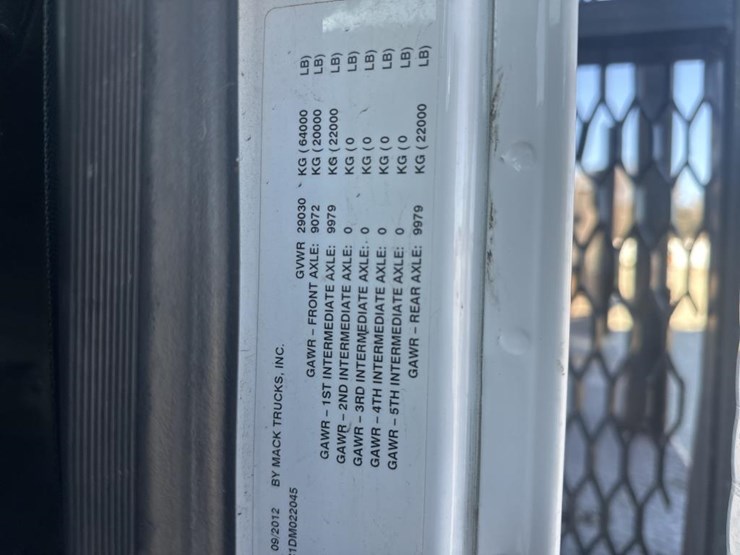 09/2012 BY MACK TRUCKS, INC.
GVWR 29030 KG (64000 LB)
GAWR – FRONT AXLE: 9072 KG (20000 LB)
GAWR – 1ST INTERMEDIATE AXLE: 9979 KG (22000 LB)
GAWR – 2ND INTERMEDIATE AXLE: 0 KG (0 LB)
GAWR – 3RD INTERMEDIATE AXLE: 0 KG (0 LB)
GAWR – 4TH INTERMEDIATE AXLE: 0 KG (0 LB)
GAWR – 5TH INTERMEDIATE AXLE: 0 KG (0 LB)
GAWR – REAR AXLE: 9979 KG (22000 LB)
1DM022045